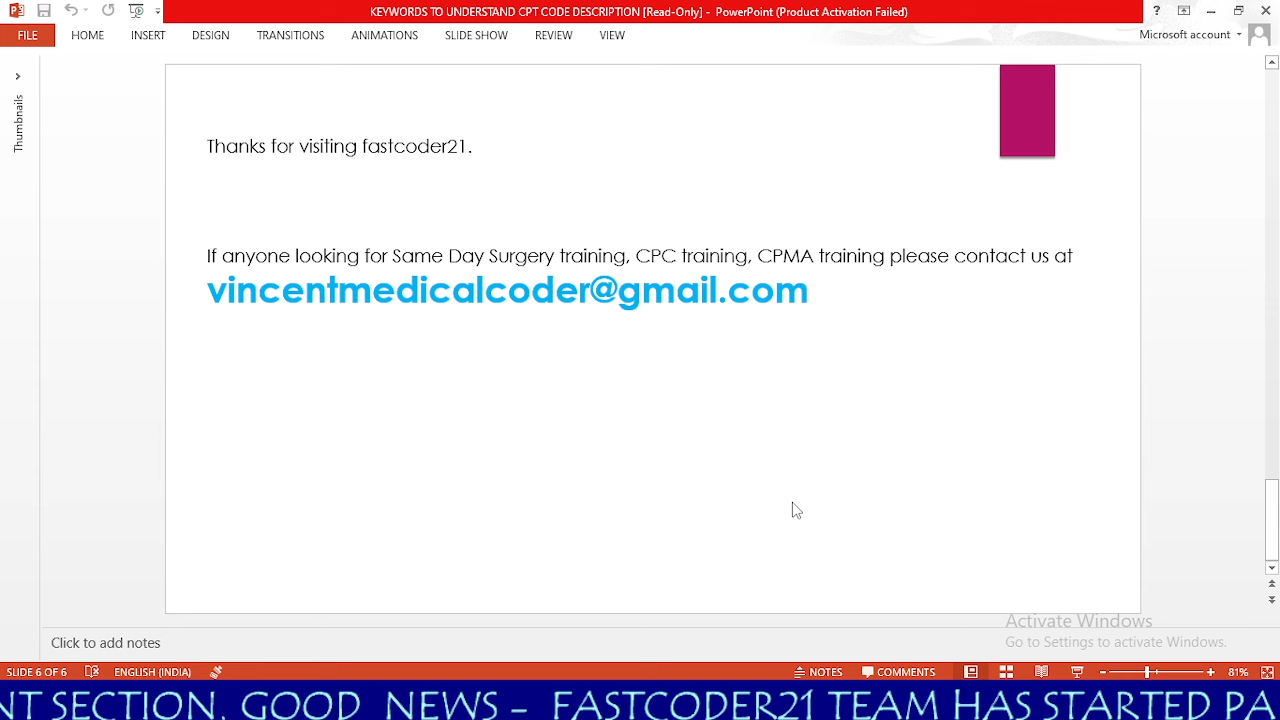 KEYWORDS TO UNDERSTAND CPT CODE DESCRIPTION [Read-Only] - PowerPoint (Product Activation Failed)
?
FILE HOME INSERT DESIGN TRANSITIONS ANIMATIONS SLIDE SHOW REVIEW VIEW Microsoft account
Thumbnails
Thanks for visiting fastcoder21.
If anyone looking for Same Day Surgery training, CPC training, CPMA training please contact us at
vincentmedicalcoder@gmail.com
Activate Windows
Go to Settings to activate Windows.
Click to add notes
SLIDE 6 OF 6 ENGLISH (INDIA) NOTES COMMENTS 81%
NT SECTION. GOOD NEWS - FASTCODER21 TEAM HAS STARTED PA